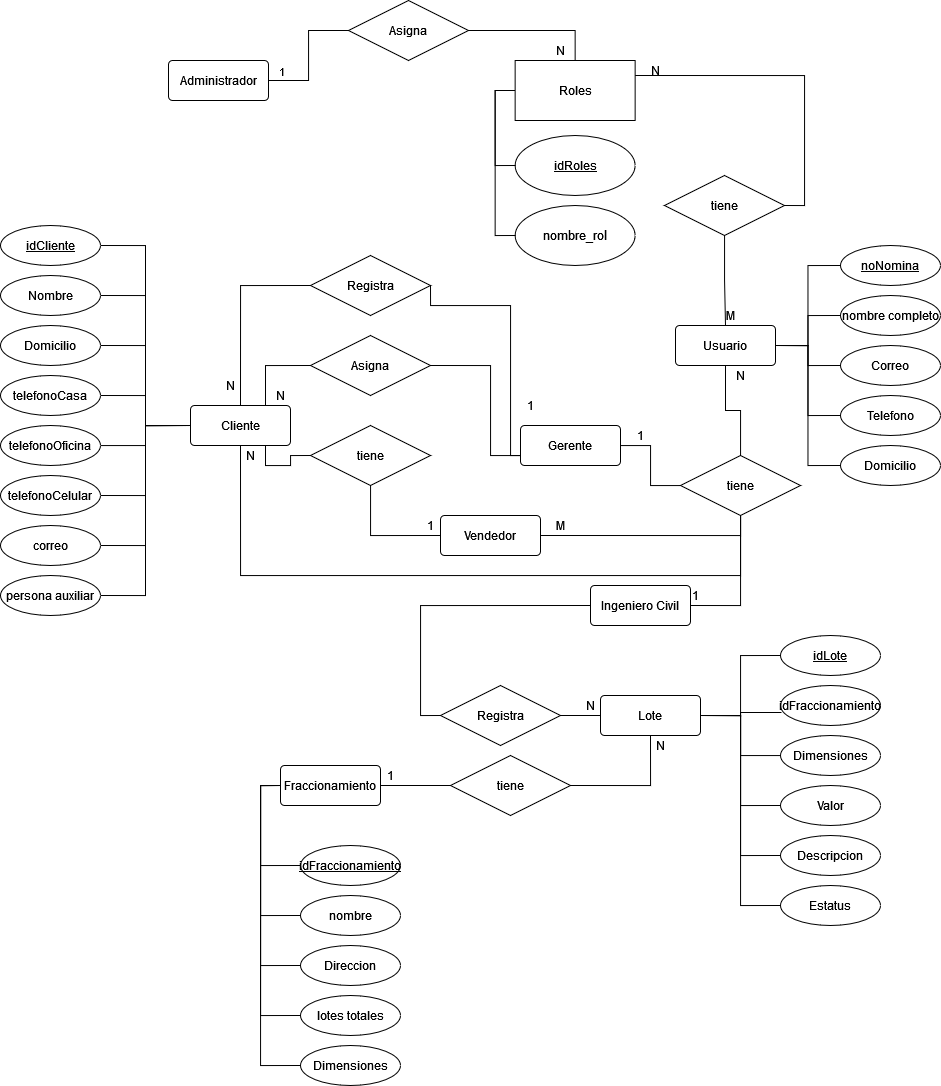 Asigna
N
1
Administrador
N
Roles
idRoles
tiene
nombre_rol
idCliente
noNomina
Registra
Nombre
M
nombre completo
Domicilio
Usuario
Asigna
Correo
N
N
N
telefonoCasa
1
Telefono
Cliente
1
telefonoOficina
Gerente
N
tiene
Domicilio
tiene
telefonoCelular
1
M
Vendedor
correo
persona auxiliar
1
Ingeniero Civil
idLote
N
idFraccionamiento
Registra
Lote
N
Dimensiones
1
Fraccionamiento
tiene
Valor
Descripcion
idFraccionamiento
Estatus
nombre
Direccion
lotes totales
Dimensiones